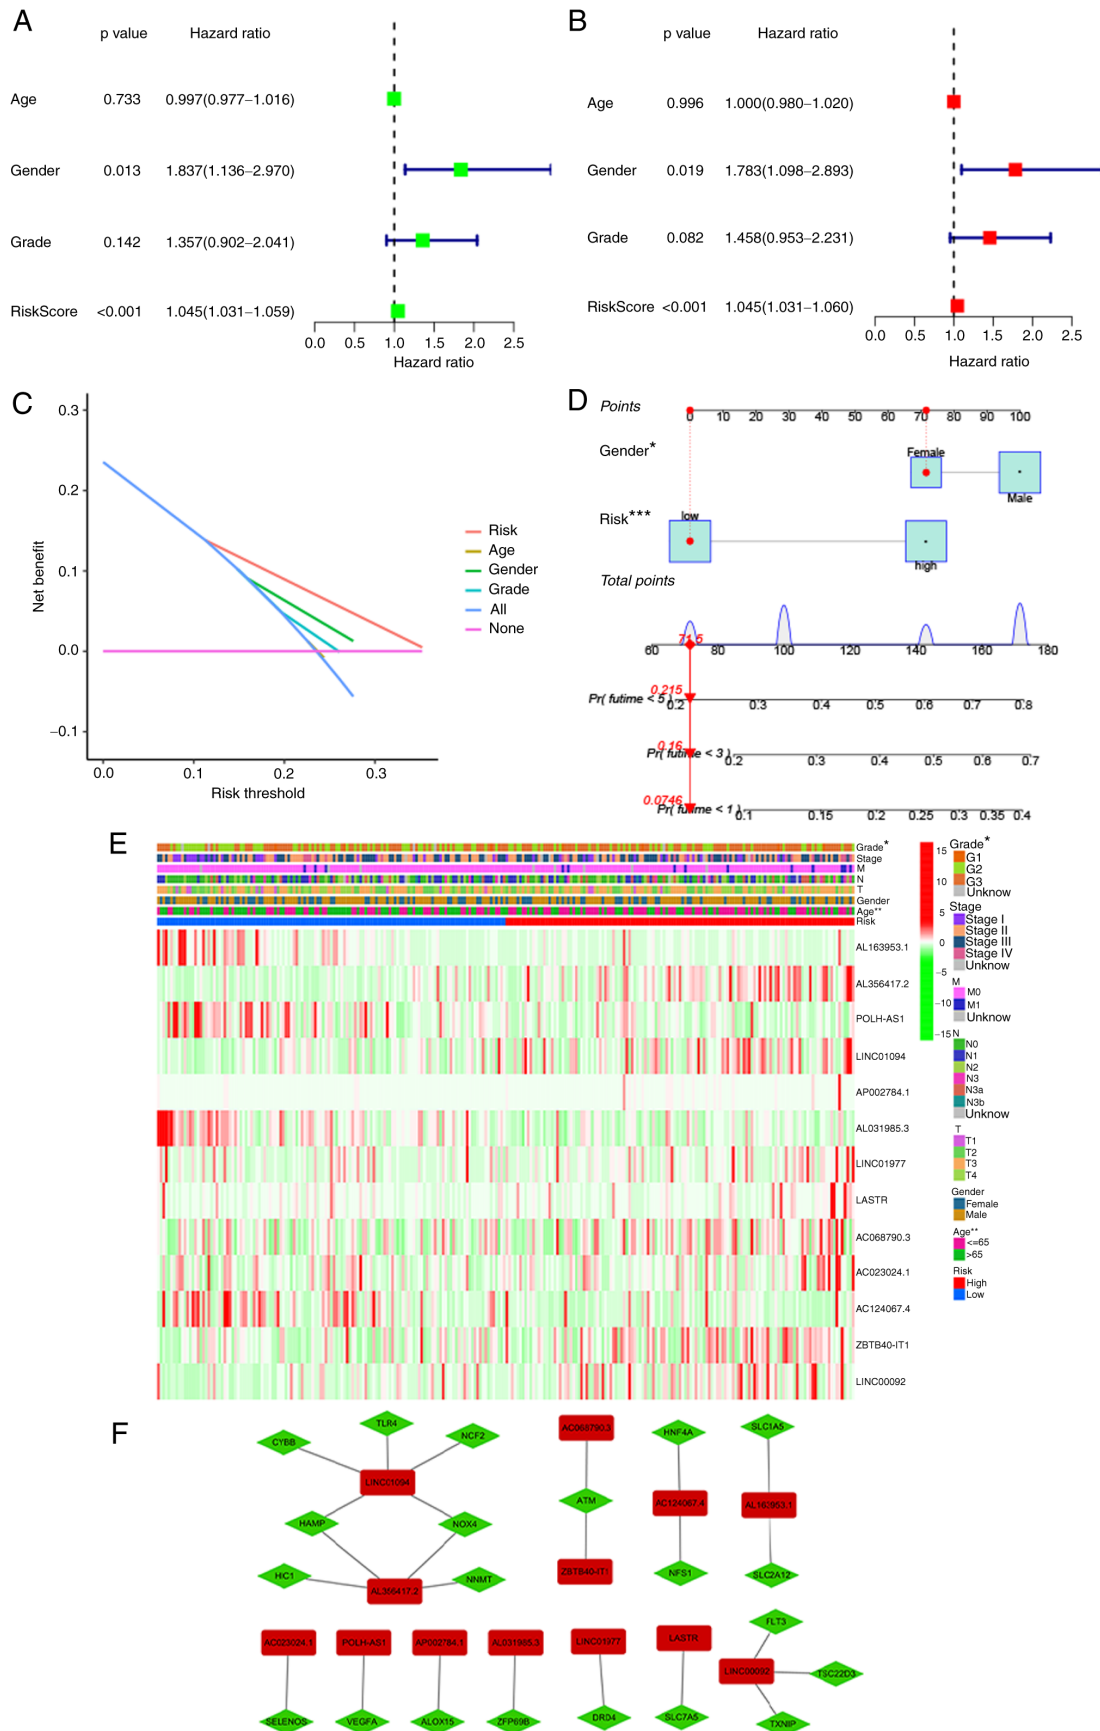 A
p value Hazard ratio
Age 0.733 0.997(0.977–1.016)
Gender 0.013 1.837(1.136–2.970)
Grade 0.142 1.357(0.902–2.041)
RiskScore <0.001 1.045(1.031–1.059)
0.0 0.5 1.0 1.5 2.0 2.5
Hazard ratio
B
p value Hazard ratio
Age 0.996 1.000(0.980–1.020)
Gender 0.019 1.783(1.098–2.893)
Grade 0.082 1.458(0.953–2.231)
RiskScore <0.001 1.045(1.031–1.060)
0.0 0.5 1.0 1.5 2.0 2.5
Hazard ratio
C
Net benefit
0.3
0.2
0.1
0.0
−0.1
0.0 0.1 0.2 0.3
Risk threshold
Risk
Age
Gender
Grade
All
None
D
Points
0 10 20 30 40 50 60 70 80 90 100
Gender*
Female
Male
Risk***
low
high
Total points
71.5
60 80 100 120 140 160 180
0.215
Pr( futime < 5 )
0.2 0.3 0.4 0.5 0.6 0.7 0.8
0.16
Pr( futime < 3 )
0.2 0.3 0.4 0.5 0.6 0.7
0.0746
Pr( futime < 1 )
0.1 0.15 0.2 0.25 0.3 0.35 0.4
E
Grade*
Stage
M
N
T
Gender
Age**
Risk
AL163953.1
AL356417.2
POLH-AS1
LINC01094
AP002784.1
AL031985.3
LINC01977
LASTR
AC068790.3
AC023024.1
AC124067.4
ZBTB40-IT1
LINC00092
15
10
5
0
−5
−10
−15
Grade*
G1
G2
G3
Unknow
Stage
Stage I
Stage II
Stage III
Stage IV
Unknow
M
M0
M1
Unknow
N
N0
N1
N2
N3
N3a
N3b
Unknow
T
T1
T2
T3
T4
Gender
Female
Male
Age**
<=65
>65
Risk
High
Low
F
TLR4
CYBB
NCF2
LINC01094
HAMP
NOX4
HIC1
NNMT
AL356417.2
AC068790.3
ATM
ZBTB40-IT1
HNF4A
AC124067.4
NFS1
SLC1A5
AL163953.1
SLC2A12
AC023024.1
POLH-AS1
AP002784.1
AL031985.3
LINC01977
LASTR
LINC00092
FLT3
TSC22D3
TXNIP
SELENOS
VEGFA
ALOX15
ZFP69B
DRD4
SLC7A5